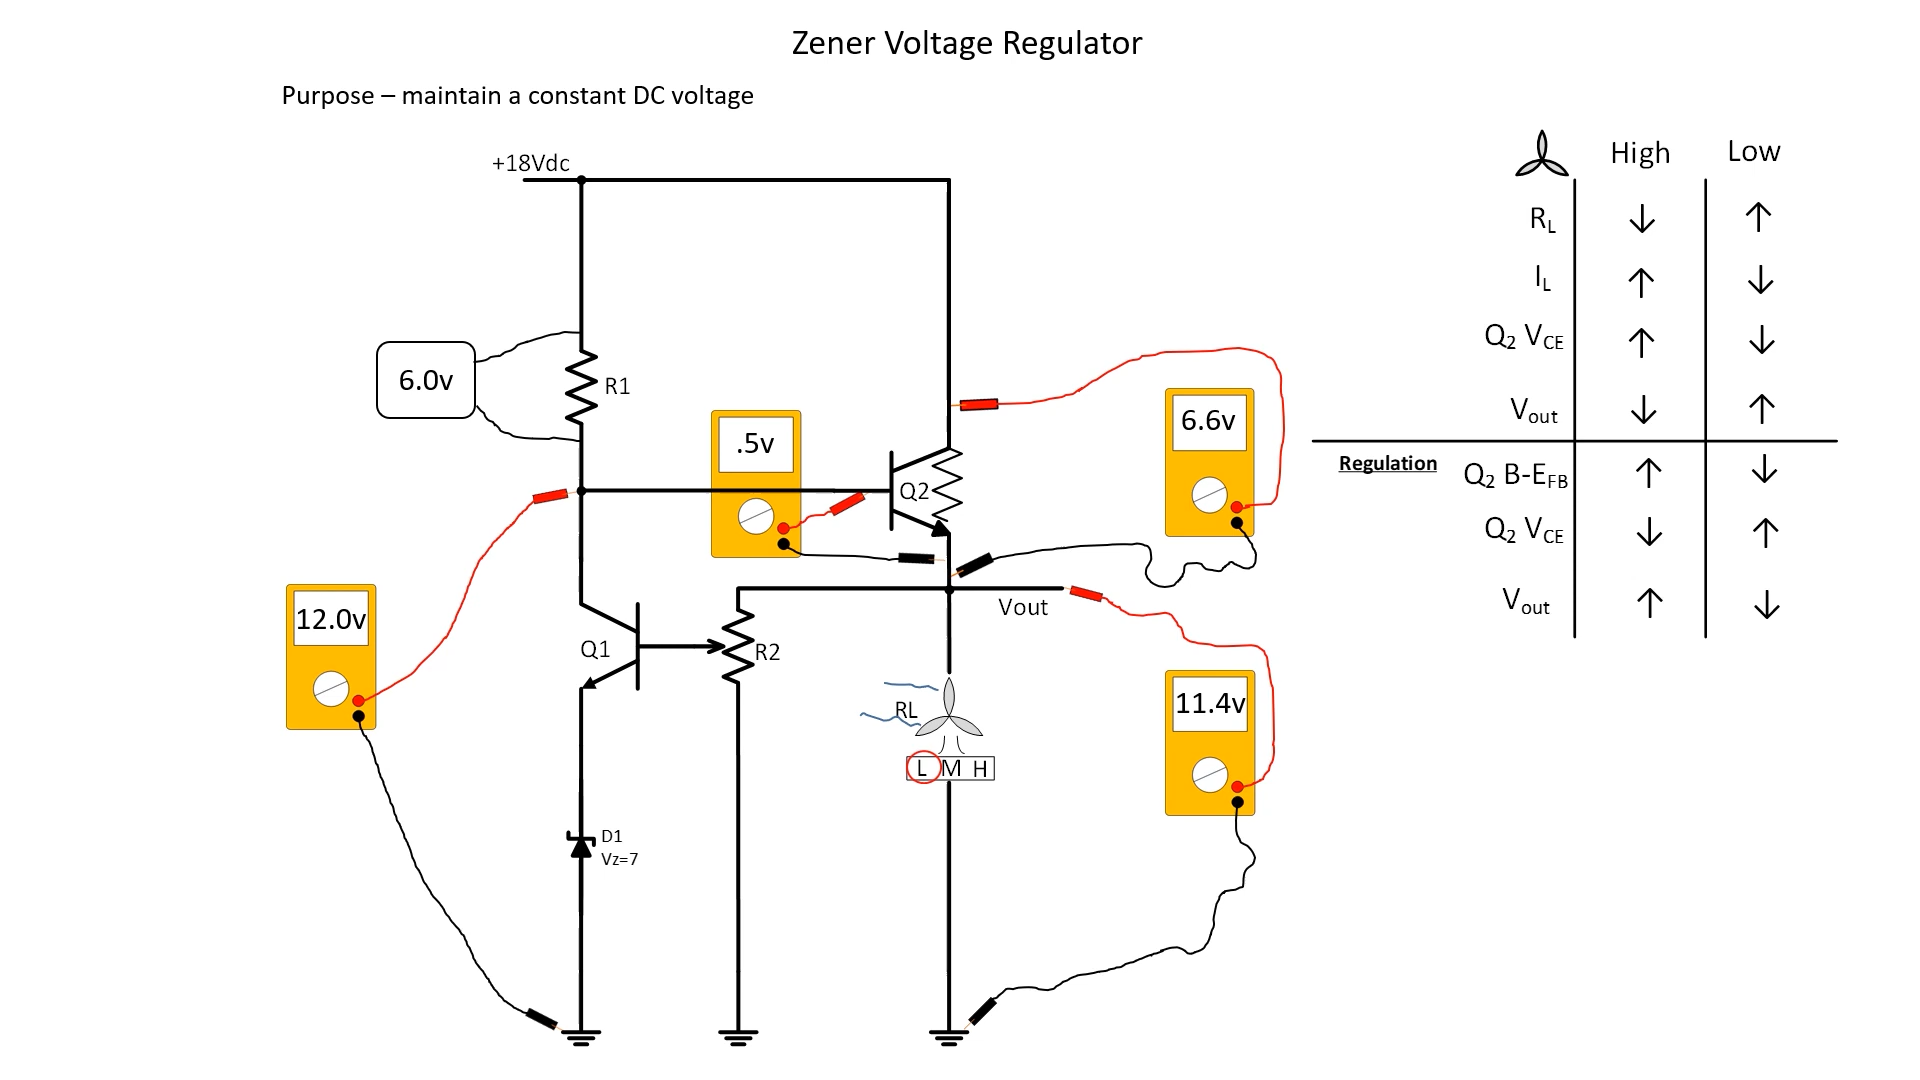 Zener Voltage Regulator
Purpose – maintain a constant DC voltage
+18Vdc
High Low
RL ↓ ↑
IL ↑ ↓
Q2 VCE ↑ ↓
Vout ↓ ↑
Regulation Q2 B-EFB ↑ ↓
Q2 VCE ↓ ↑
Vout ↑ ↓
6.0v
R1
.5v
Q2
6.6v
12.0v
Q1
R2
Vout
11.4v
RL
L M H
D1
Vz=7